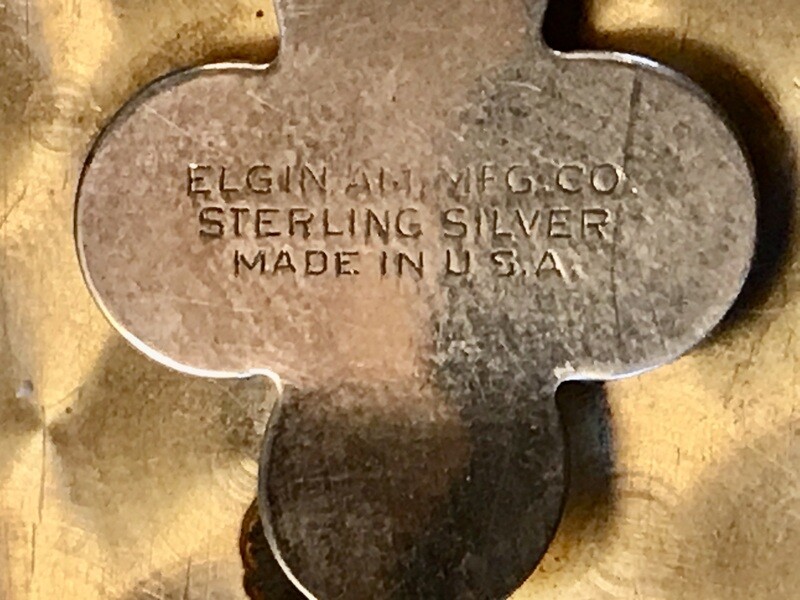 ELGIN AM. MFG. CO.
STERLING SILVER
MADE IN U.S.A.